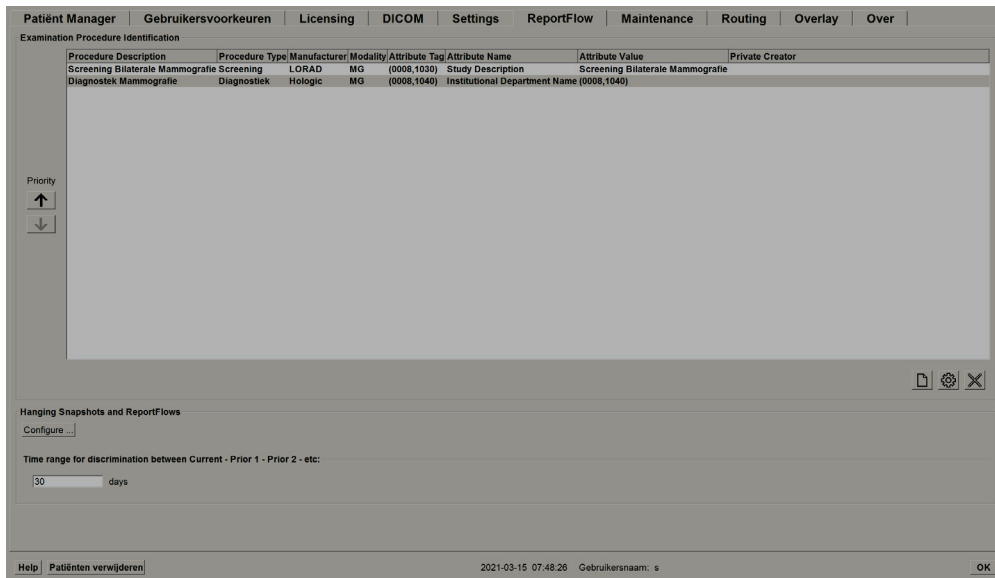 Patiënt Manager Gebruikersvoorkeuren Licensing DICOM Settings ReportFlow Maintenance Routing Overlay Over
Examination Procedure Identification
Procedure Description Procedure Type Manufacturer Modality Attribute Tag Attribute Name Attribute Value Private Creator
Screening Bilaterale Mammografie Screening LORAD MG (0008,1030) Study Description Screening Bilaterale Mammografie
Diagnostek Mammografie Diagnostiek Hologic MG (0008,1040) Institutional Department Name (0008,1040)
Priority
Hanging Snapshots and ReportFlows
Configure ...
Time range for discrimination between Current - Prior 1 - Prior 2 - etc:
30 days
Help Patiënten verwijderen 2021-03-15 07:48:26 Gebruikersnaam: s OK